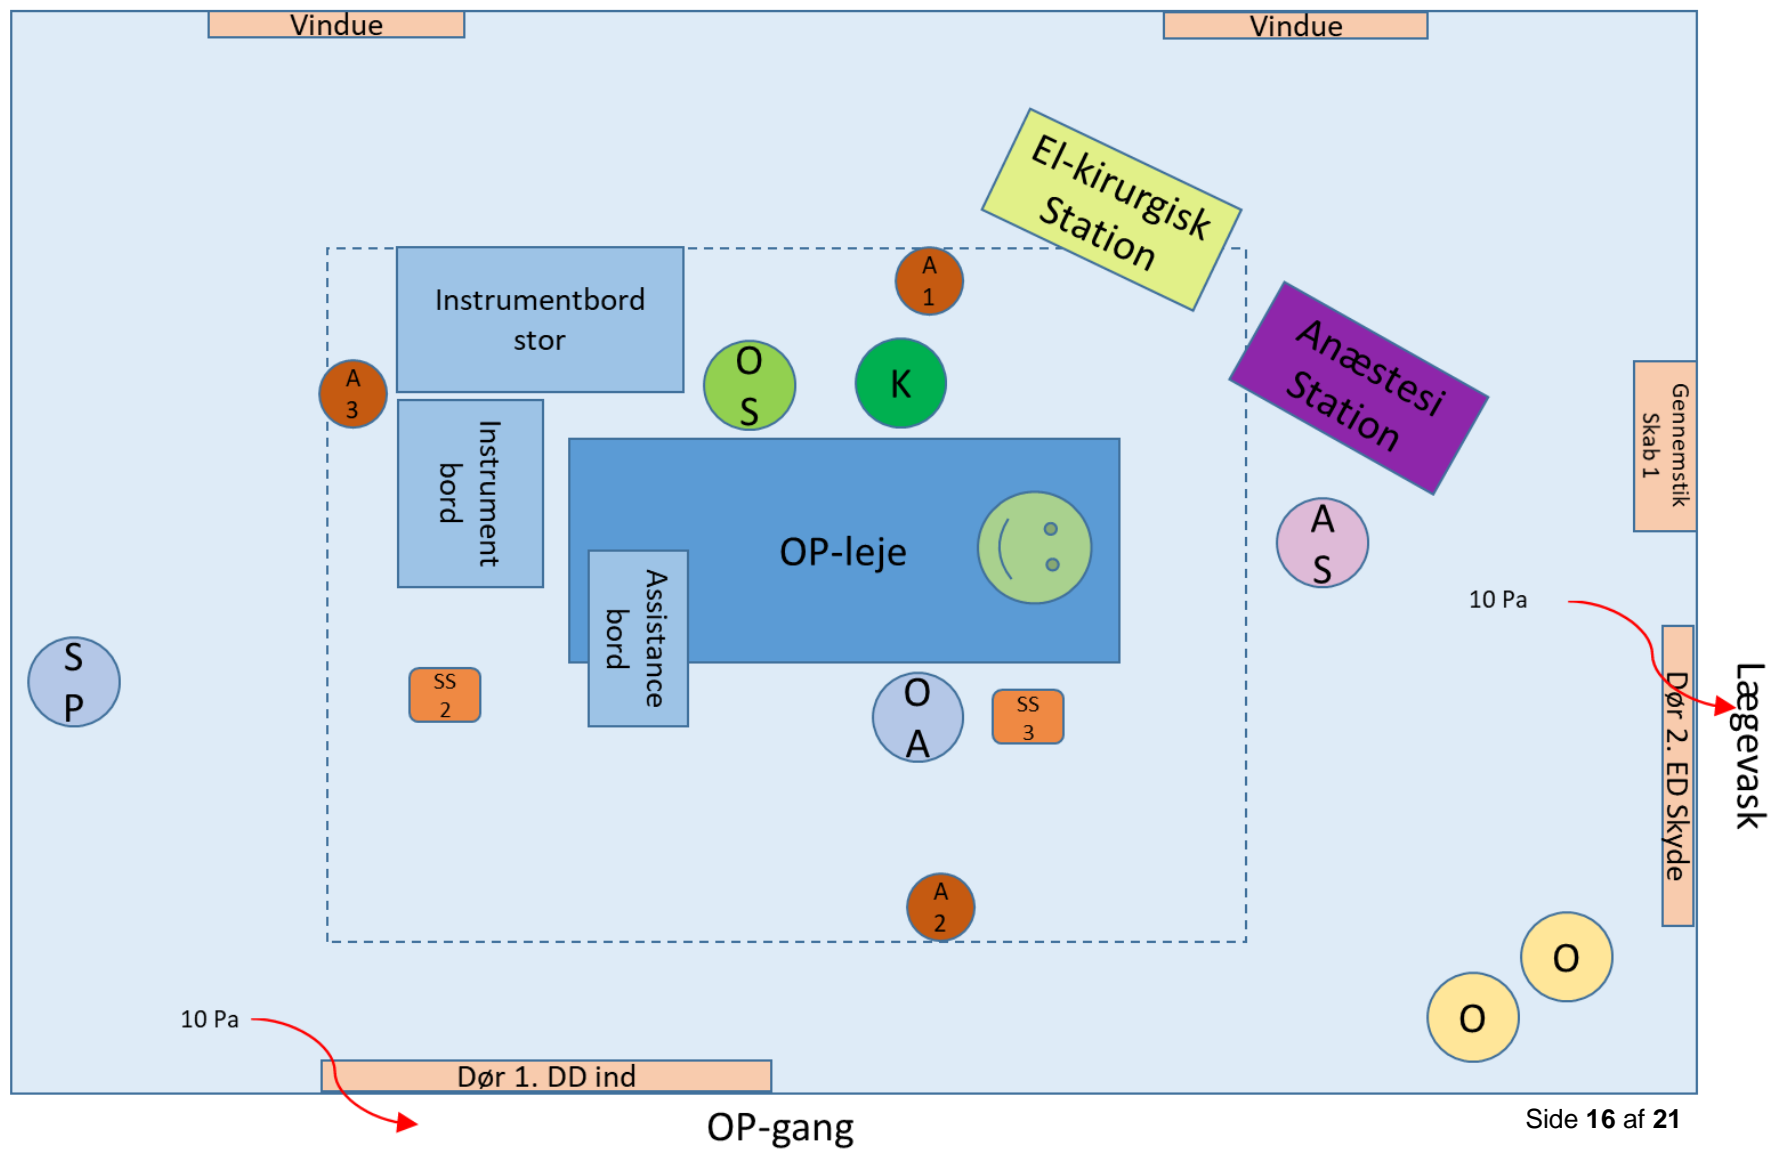 Vindue
Vindue
El-kirurgisk
Station
A
1
Instrumentbord
stor
O
S
K
A
3
Anæstesi
Station
Gennemstik
Skab 1
Instrument
bord
OP-leje
A
S
Assistance
bord
10 Pa
S
P
SS
2
O
A
SS
3
Dør 2. ED Skyde
Lægevask
A
2
O
O
10 Pa
Dør 1. DD ind
OP-gang
Side 16 af 21